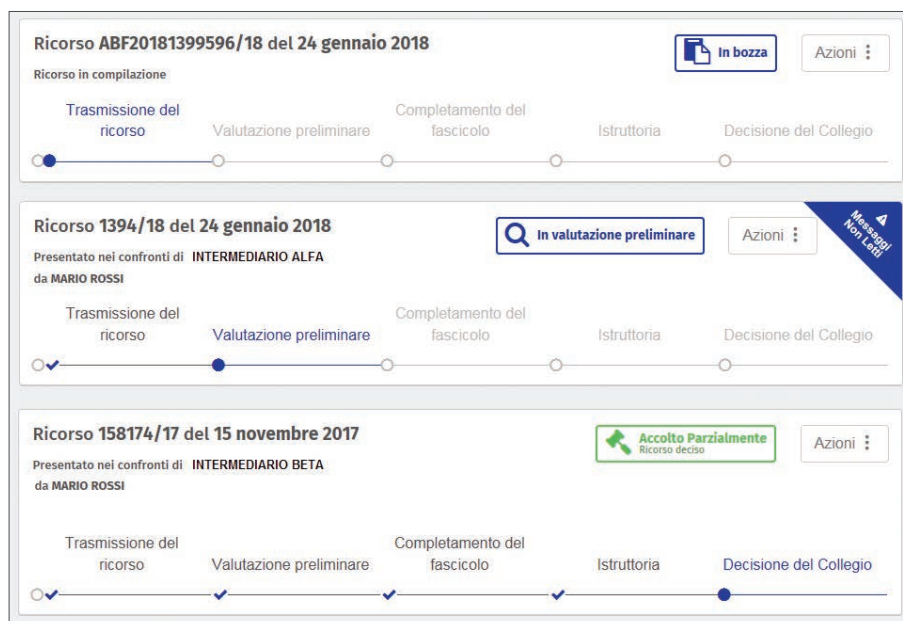 Ricorso ABF20181399596/18 del 24 gennaio 2018
In bozza
Azioni
Ricorso in compilazione
Trasmissione del
ricorso
Valutazione preliminare
Completamento del
fascicolo
Istruttoria
Decisione del Collegio
Ricorso 1394/18 del 24 gennaio 2018
In valutazione preliminare
Azioni
Messaggi
Non Letti
Presentato nei confronti di INTERMEDIARIO ALFA
da MARIO ROSSI
Trasmissione del
ricorso
Valutazione preliminare
Completamento del
fascicolo
Istruttoria
Decisione del Collegio
Ricorso 158174/17 del 15 novembre 2017
Accolto Parzialmente
Ricorso deciso
Azioni
Presentato nei confronti di INTERMEDIARIO BETA
da MARIO ROSSI
Trasmissione del
ricorso
Valutazione preliminare
Completamento del
fascicolo
Istruttoria
Decisione del Collegio